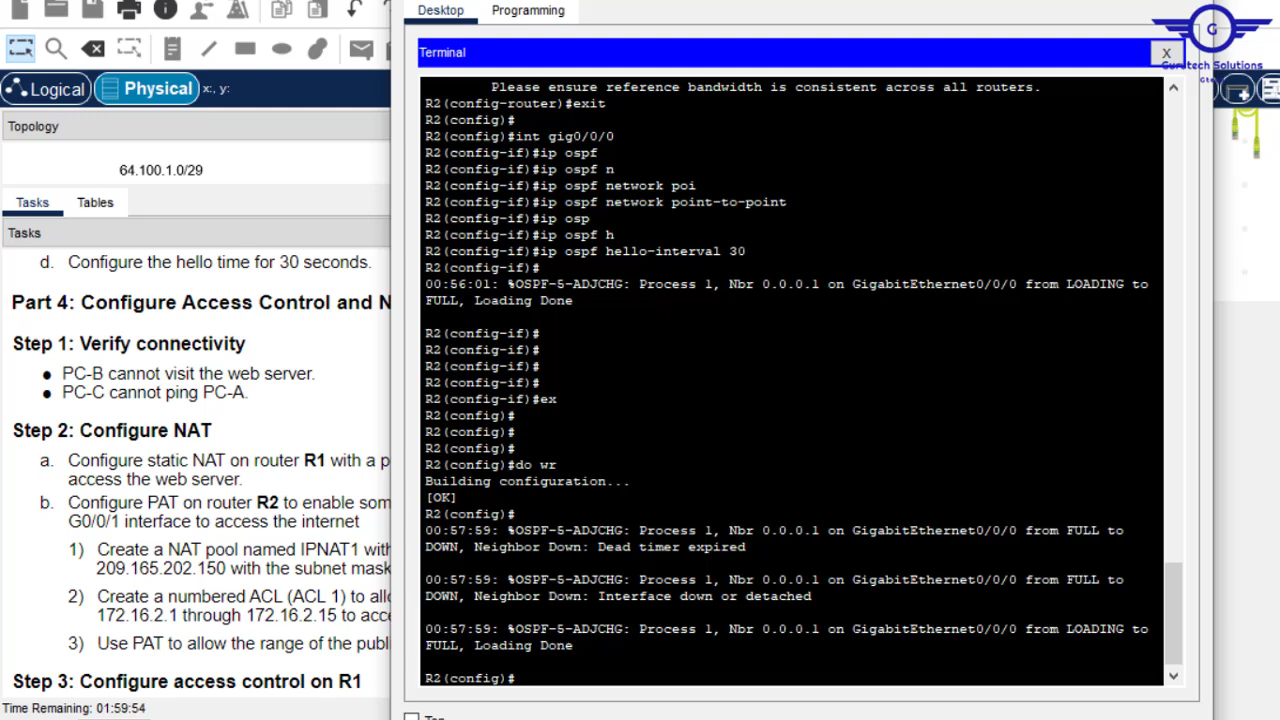 Desktop
Programming
G
Gurutech Solutions
Terminal
X
Logical
Physical
x:, y:
Topology
64.100.1.0/29
Tasks
Tables
Tasks
d. Configure the hello time for 30 seconds.
Part 4: Configure Access Control and N
Step 1: Verify connectivity
● PC-B cannot visit the web server.
● PC-C cannot ping PC-A.
Step 2: Configure NAT
a. Configure static NAT on router R1 with a p
access the web server.
b. Configure PAT on router R2 to enable som
G0/0/1 interface to access the internet
1) Create a NAT pool named IPNAT1 with
209.165.202.150 with the subnet mask
2) Create a numbered ACL (ACL 1) to all
172.16.2.1 through 172.16.2.15 to acce
3) Use PAT to allow the range of the publ
Step 3: Configure access control on R1
Time Remaining: 01:59:54
Please ensure reference bandwidth is consistent across all routers.
R2(config-router)#exit
R2(config)#
R2(config)#int gig0/0/0
R2(config-if)#ip ospf
R2(config-if)#ip ospf n
R2(config-if)#ip ospf network poi
R2(config-if)#ip ospf network point-to-point
R2(config-if)#ip osp
R2(config-if)#ip ospf h
R2(config-if)#ip ospf hello-interval 30
R2(config-if)#
00:56:01: %OSPF-5-ADJCHG: Process 1, Nbr 0.0.0.1 on GigabitEthernet0/0/0 from LOADING to
FULL, Loading Done
R2(config-if)#
R2(config-if)#
R2(config-if)#
R2(config-if)#
R2(config-if)#ex
R2(config)#
R2(config)#
R2(config)#
R2(config)#do wr
Building configuration...
[OK]
R2(config)#
00:57:59: %OSPF-5-ADJCHG: Process 1, Nbr 0.0.0.1 on GigabitEthernet0/0/0 from FULL to
DOWN, Neighbor Down: Dead timer expired
00:57:59: %OSPF-5-ADJCHG: Process 1, Nbr 0.0.0.1 on GigabitEthernet0/0/0 from FULL to
DOWN, Neighbor Down: Interface down or detached
00:57:59: %OSPF-5-ADJCHG: Process 1, Nbr 0.0.0.1 on GigabitEthernet0/0/0 from LOADING to
FULL, Loading Done
R2(config)#